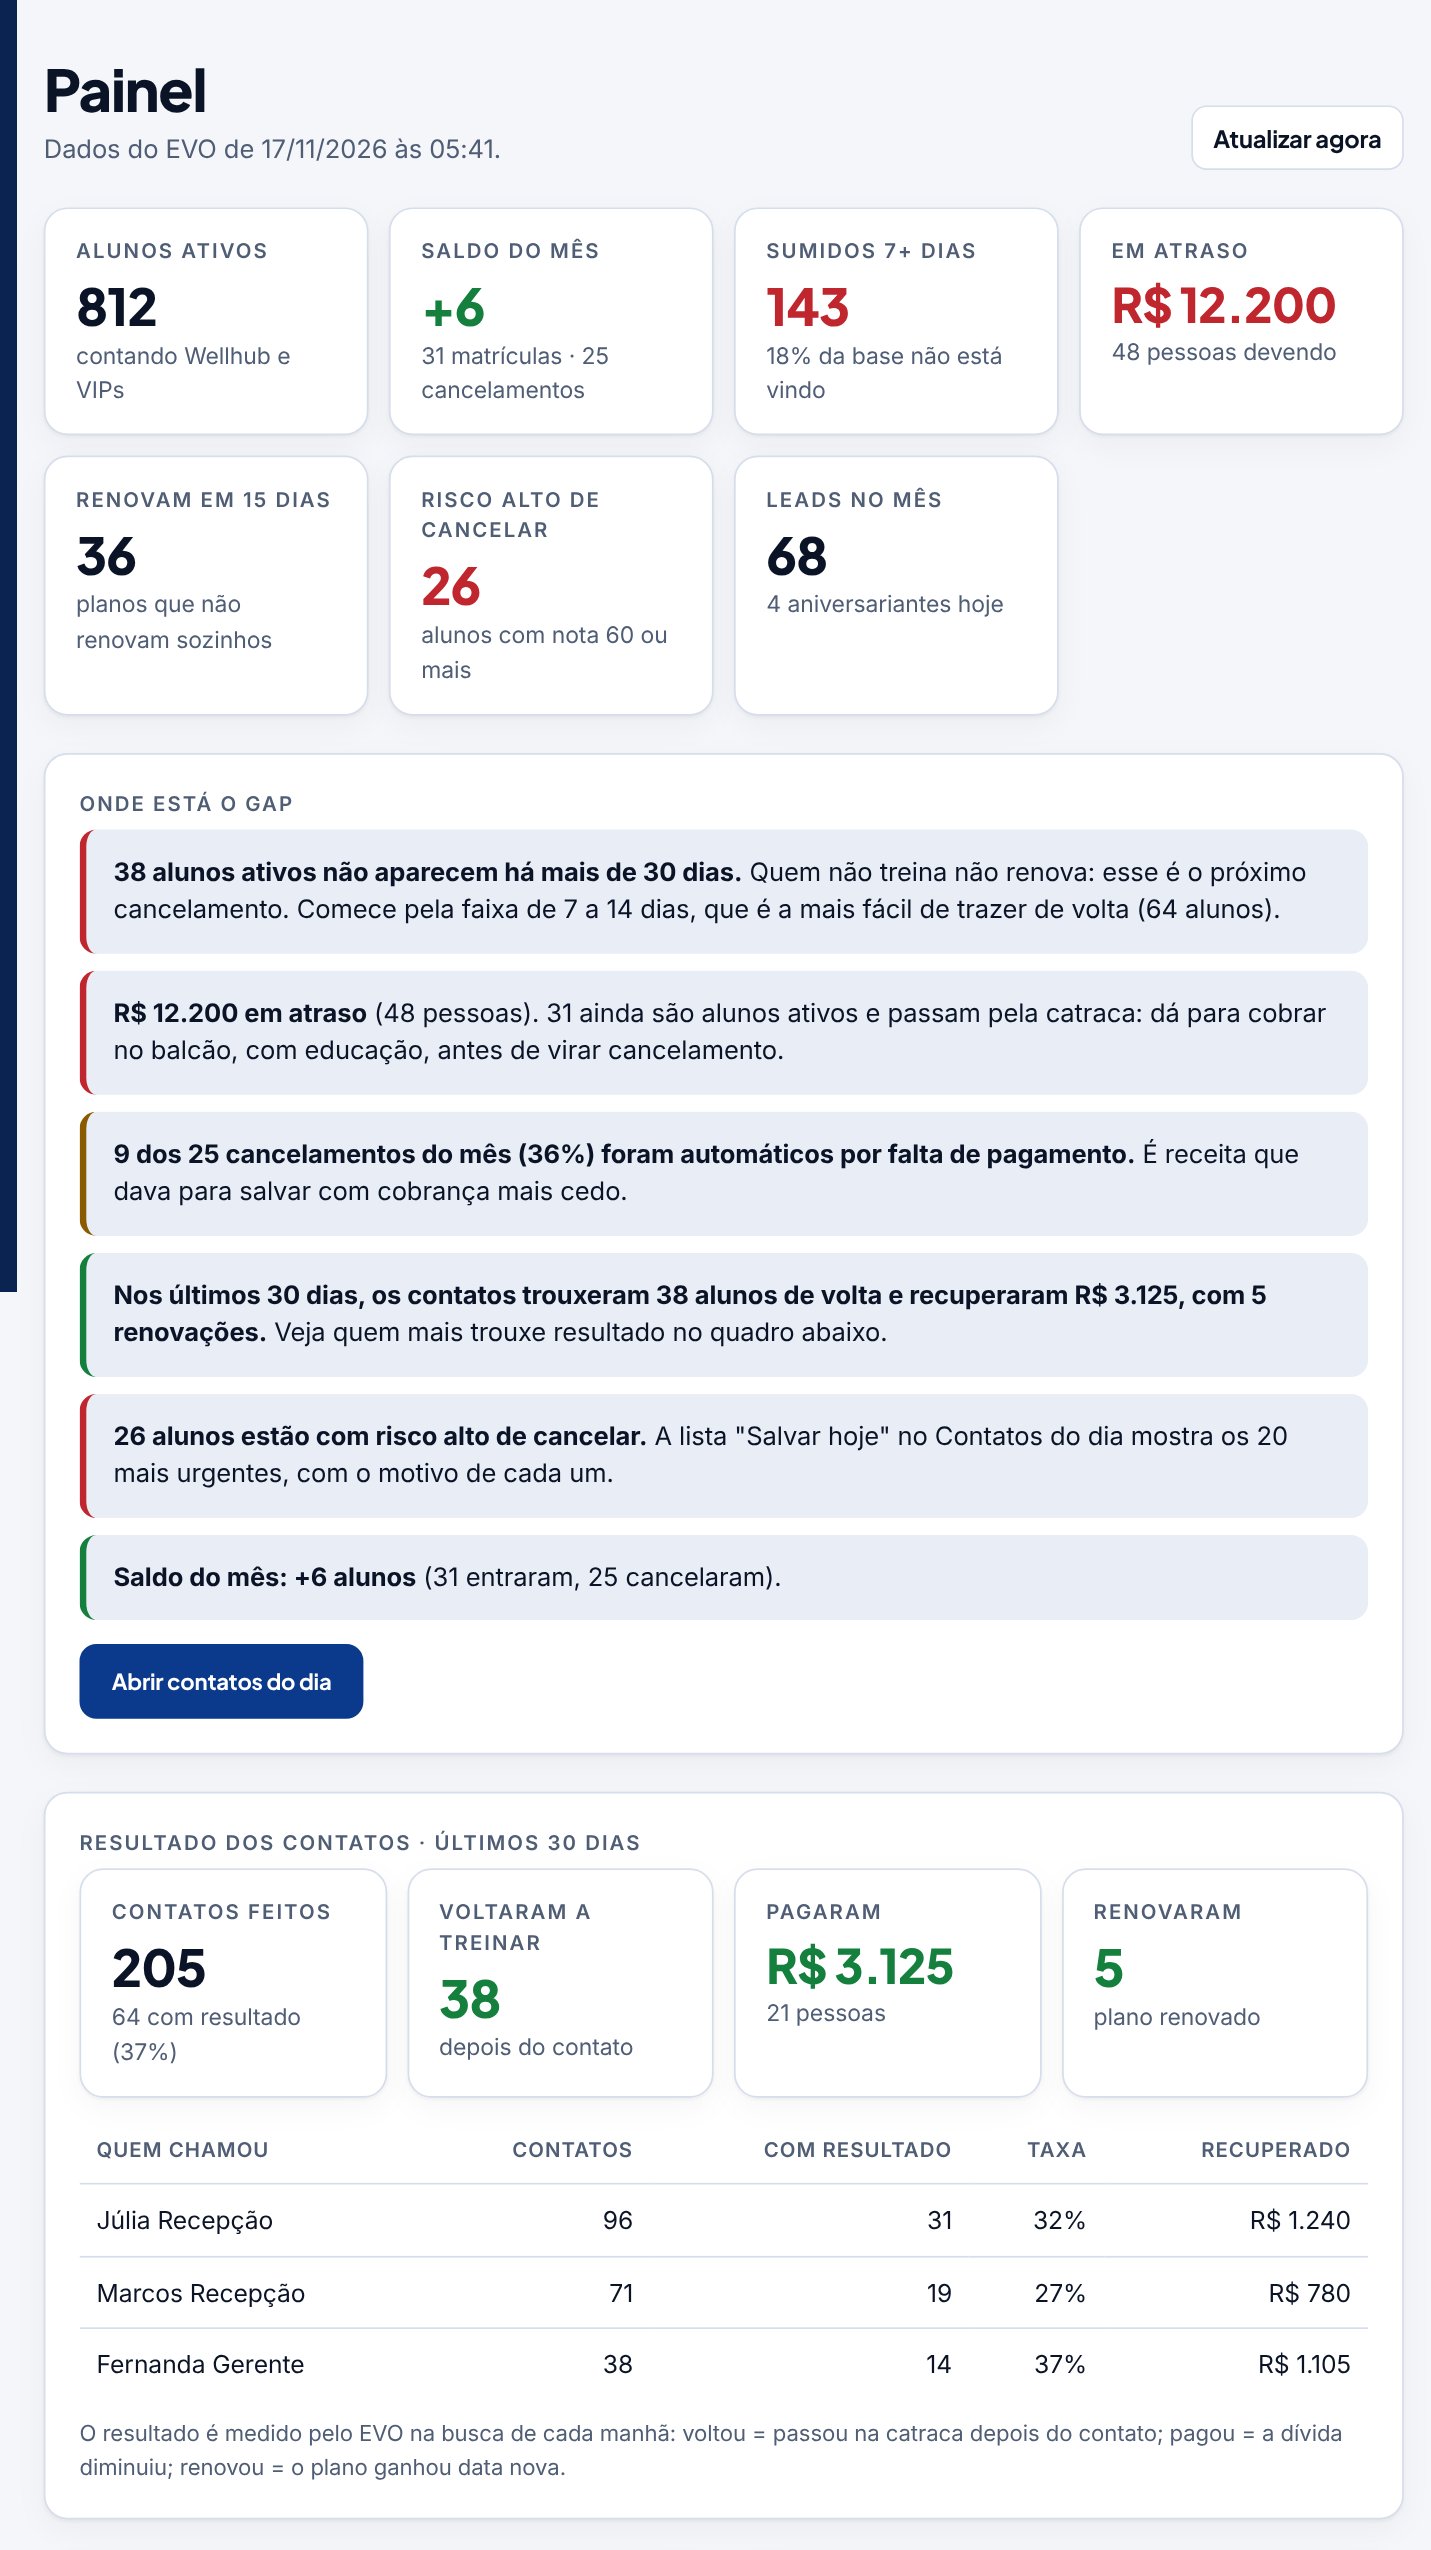 Painel
Dados do EVO de 17/11/2026 às 05:41.
Atualizar agora
ALUNOS ATIVOS
812
contando Wellhub e
VIPs
SALDO DO MÊS
+6
31 matrículas · 25
cancelamentos
SUMIDOS 7+ DIAS
143
18% da base não está
vindo
EM ATRASO
R$ 12.200
48 pessoas devendo
RENOVAM EM 15 DIAS
36
planos que não
renovam sozinhos
RISCO ALTO DE
CANCELAR
26
alunos com nota 60 ou
mais
LEADS NO MÊS
68
4 aniversariantes hoje
ONDE ESTÁ O GAP
38 alunos ativos não aparecem há mais de 30 dias. Quem não treina não renova: esse é o próximo
cancelamento. Comece pela faixa de 7 a 14 dias, que é a mais fácil de trazer de volta (64 alunos).
R$ 12.200 em atraso (48 pessoas). 31 ainda são alunos ativos e passam pela catraca: dá para cobrar
no balcão, com educação, antes de virar cancelamento.
9 dos 25 cancelamentos do mês (36%) foram automáticos por falta de pagamento. É receita que
dava para salvar com cobrança mais cedo.
Nos últimos 30 dias, os contatos trouxeram 38 alunos de volta e recuperaram R$ 3.125, com 5
renovações. Veja quem mais trouxe resultado no quadro abaixo.
26 alunos estão com risco alto de cancelar. A lista "Salvar hoje" no Contatos do dia mostra os 20
mais urgentes, com o motivo de cada um.
Saldo do mês: +6 alunos (31 entraram, 25 cancelaram).
Abrir contatos do dia
RESULTADO DOS CONTATOS · ÚLTIMOS 30 DIAS
CONTATOS FEITOS
205
64 com resultado
(37%)
VOLTARAM A
TREINAR
38
depois do contato
PAGARAM
R$ 3.125
21 pessoas
RENOVARAM
5
plano renovado
QUEM CHAMOU CONTATOS COM RESULTADO TAXA RECUPERADO
Júlia Recepção 96 31 32% R$ 1.240
Marcos Recepção 71 19 27% R$ 780
Fernanda Gerente 38 14 37% R$ 1.105
O resultado é medido pelo EVO na busca de cada manhã: voltou = passou na catraca depois do contato; pagou = a dívida
diminuiu; renovou = o plano ganhou data nova.